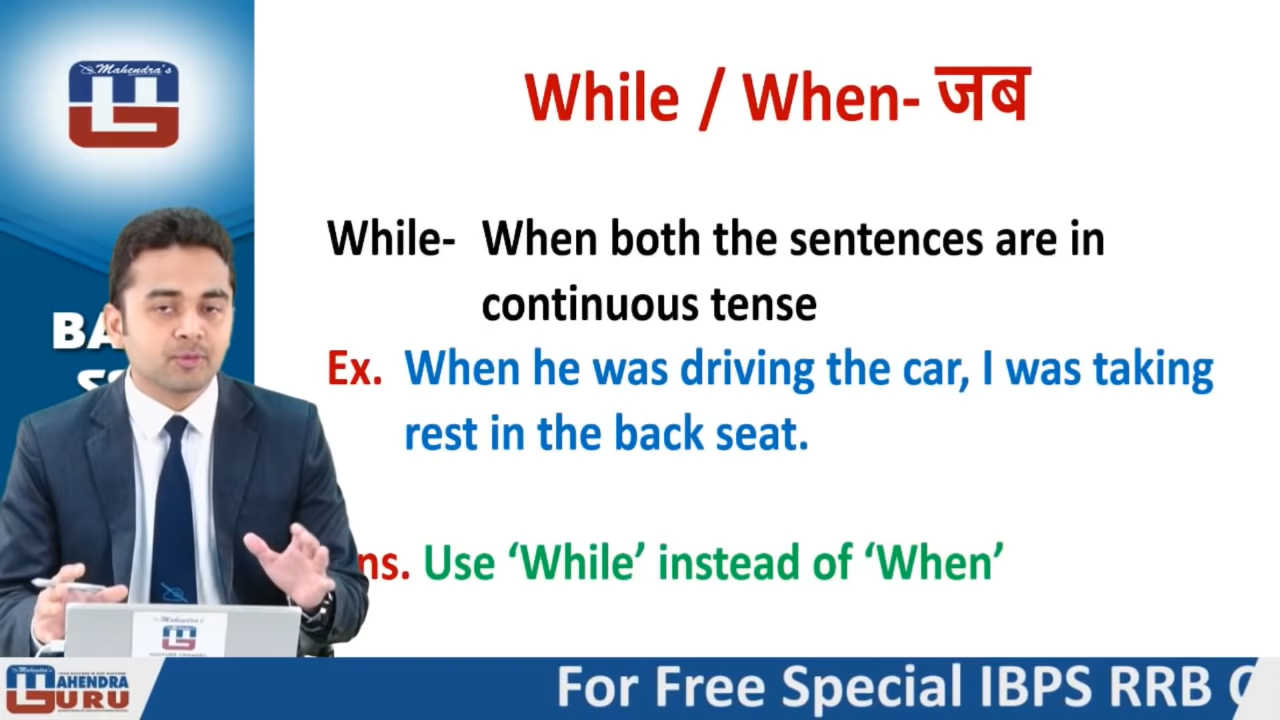 Mahendra's
While / When- जब
While- When both the sentences are in
continuous tense
Ex. When he was driving the car, I was taking
rest in the back seat.
ns. Use ‘While’ instead of ‘When’
Mahendra's
Mahendra's
MAHENDRA
GURU
For Free Special IBPS RRB